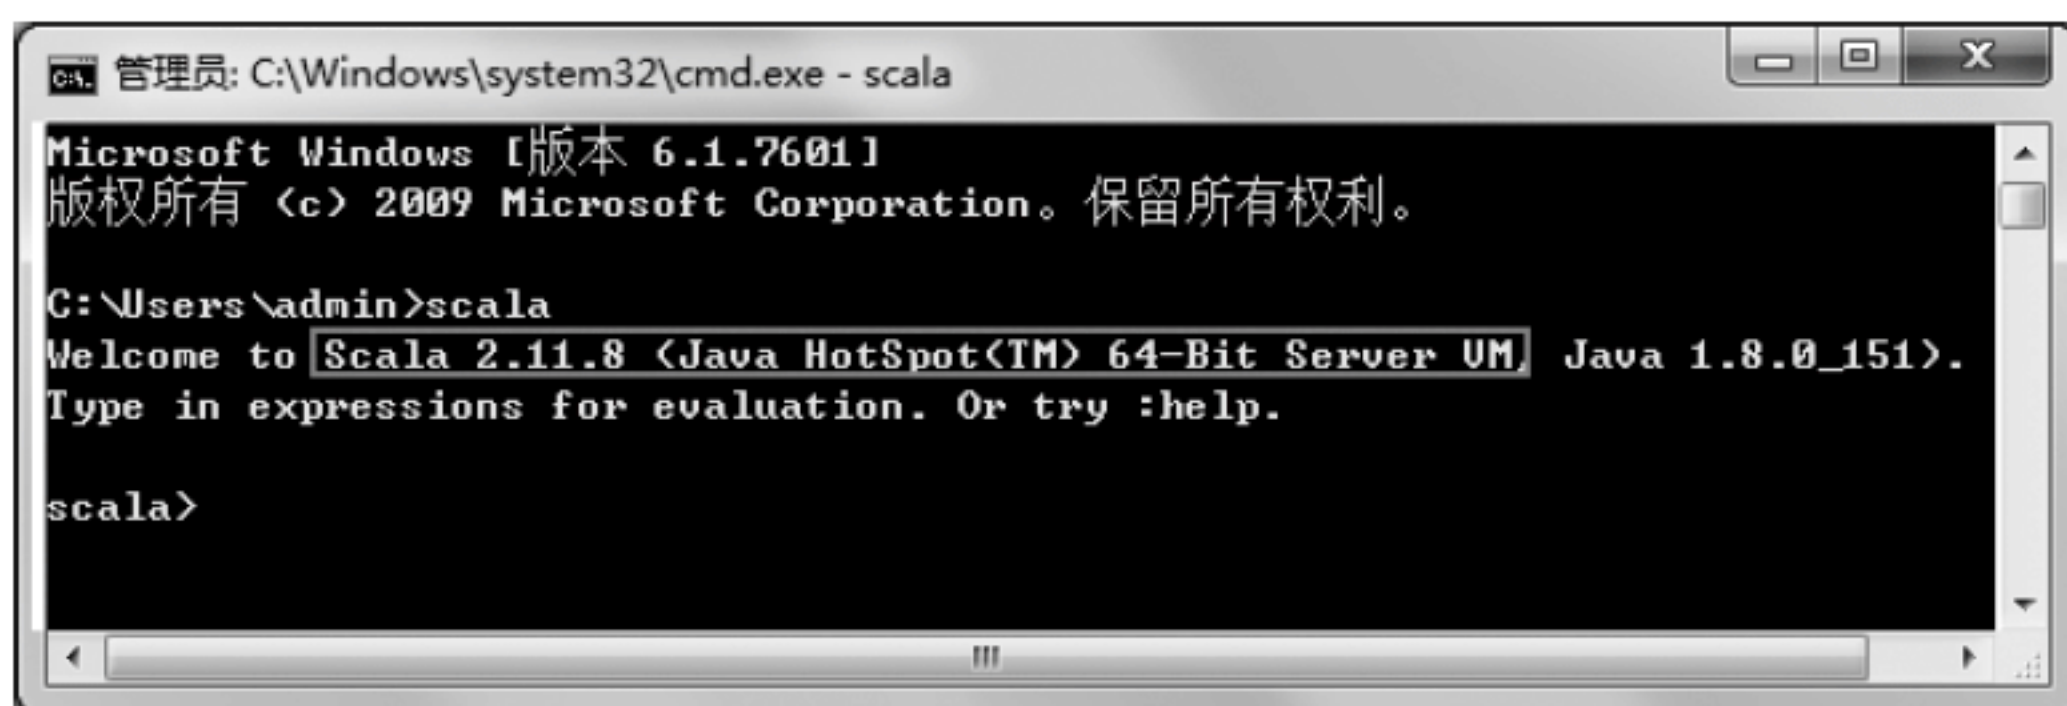 管理员: C:\Windows\system32\cmd.exe - scala
Microsoft Windows [版本 6.1.7601]
版权所有 (c) 2009 Microsoft Corporation。保留所有权利。
C:\Users\admin>scala
Welcome to Scala 2.11.8 (Java HotSpot(TM) 64-Bit Server VM, Java 1.8.0_151).
Type in expressions for evaluation. Or try :help.
scala>